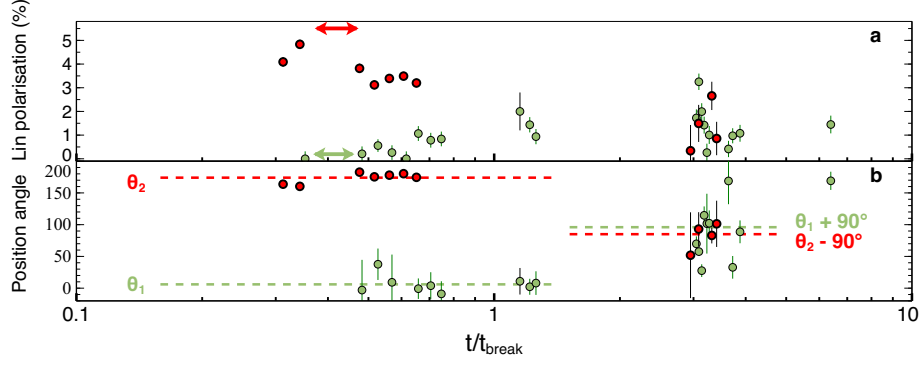 Lin polarisation (%)
a
5
4
3
2
1
0
Position angle
b
200
150
100
50
0
θ2
θ1
θ1 + 90°
θ2 - 90°
0.1
1
10
t/tbreak